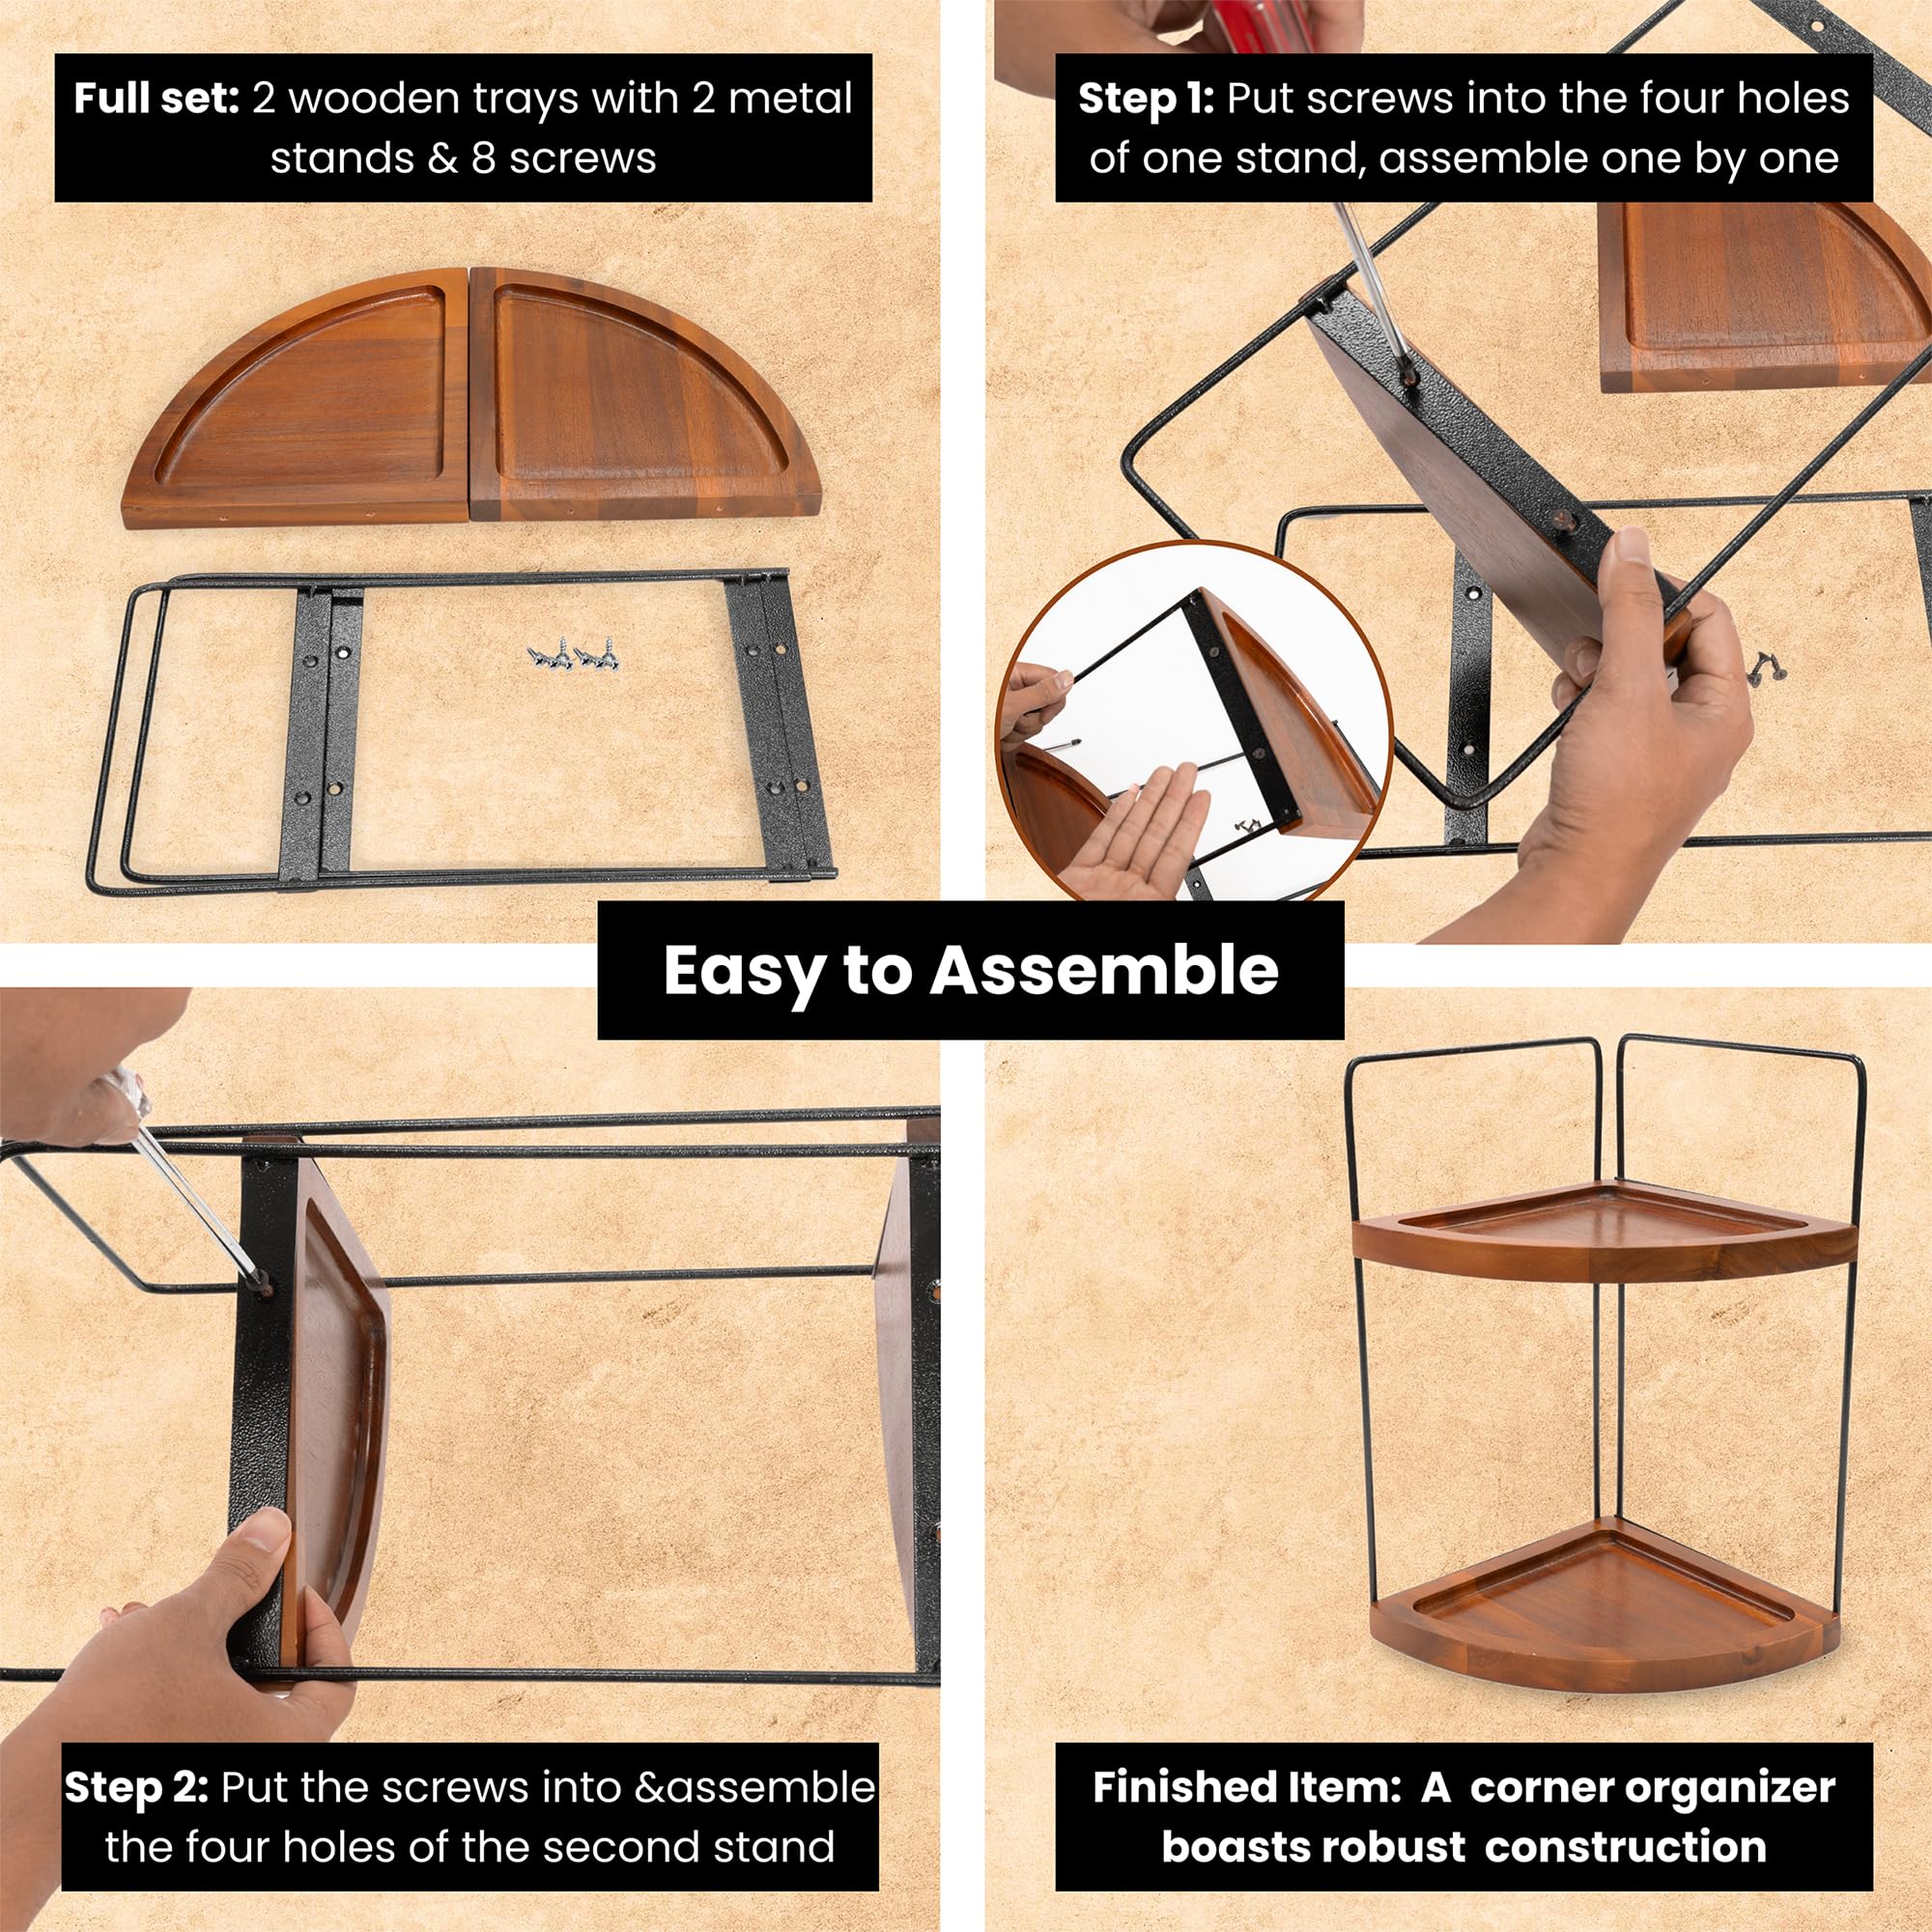 Full set: 2 wooden trays with 2 metal
stands & 8 screws
Step 1: Put screws into the four holes
of one stand, assemble one by one
Easy to Assemble
Step 2: Put the screws into &assemble
the four holes of the second stand
Finished Item: A corner organizer
boasts robust construction